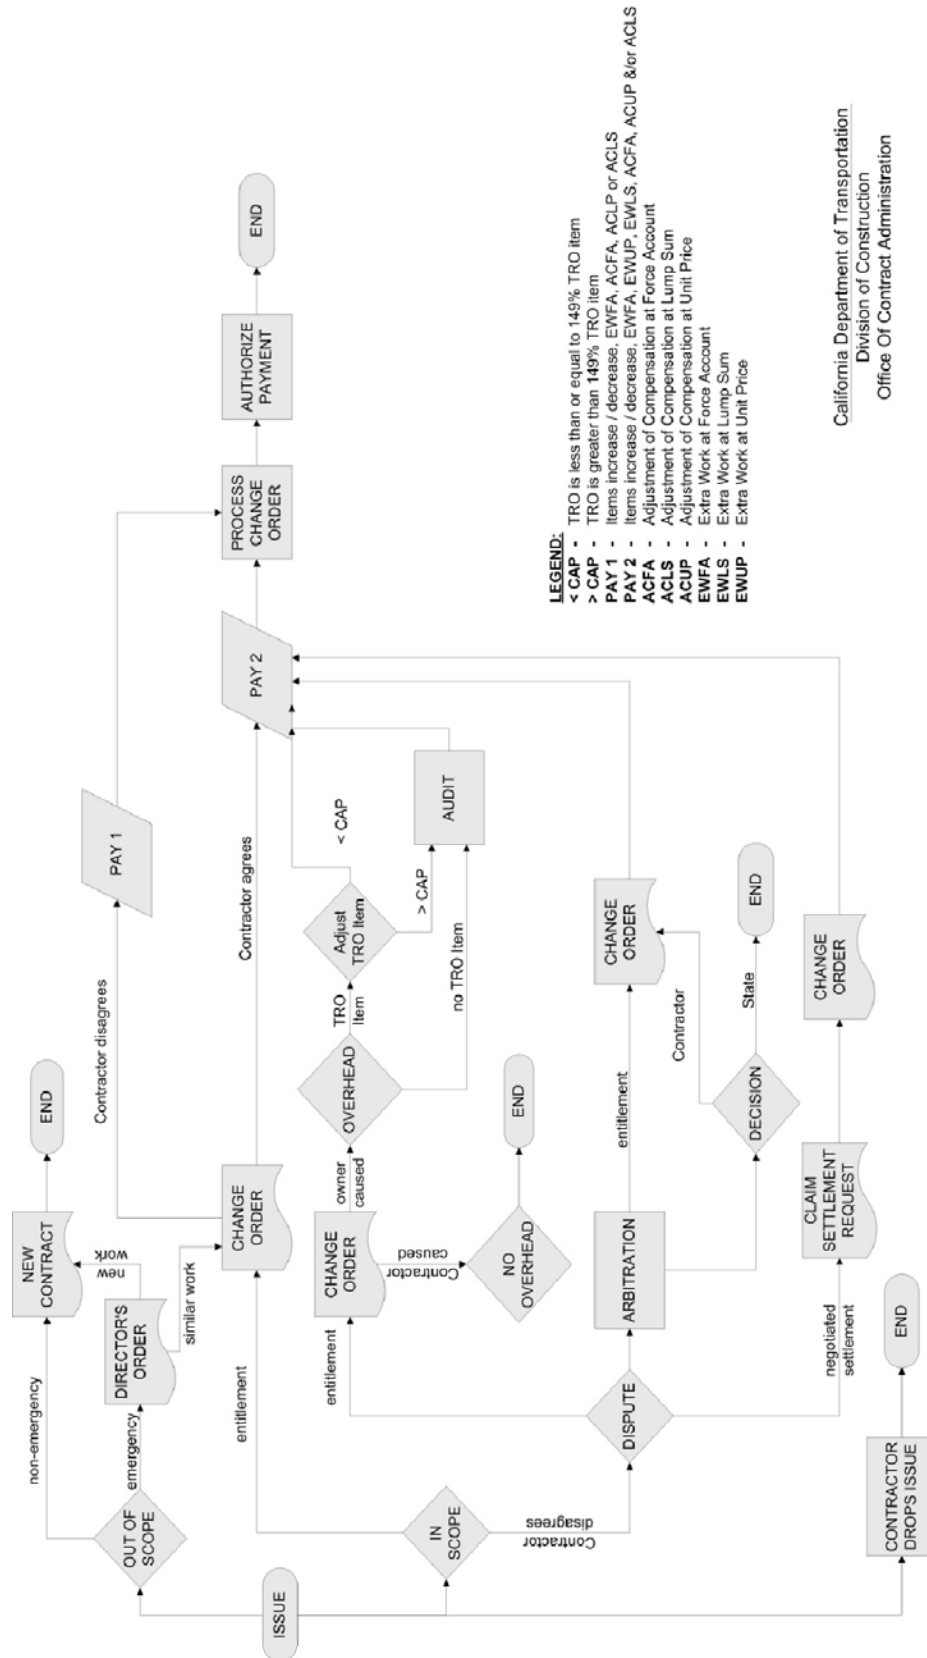 ISSUE
OUT OF
SCOPE
non-emergency
emergency
NEW
CONTRACT
END
DIRECTOR'S
ORDER
new
work
similar work
CHANGE
ORDER
Contractor disagrees
PAY 1
Contractor agrees
PAY 2
PROCESS
CHANGE
ORDER
AUTHORIZE
PAYMENT
END
IN
SCOPE
entitlement
Contractor
disagrees
DISPUTE
entitlement
CHANGE
ORDER
owner
caused
Contractor
caused
NO
OVERHEAD
END
OVERHEAD
TRO
Item
no TRO Item
Adjust
TRO Item
< CAP
> CAP
AUDIT
ARBITRATION
entitlement
CHANGE
ORDER
DECISION
Contractor
State
END
negotiated
settlement
CLAIM
SETTLEMENT
REQUEST
CHANGE
ORDER
CONTRACTOR
DROPS ISSUE
END
LEGEND:
< CAP - TRO is less than or equal to 149% TRO item
> CAP - TRO is greater than 149% TRO item
PAY 1 - Items increase / decrease, EWFA, ACFA, ACLP or ACLS
PAY 2 - Items increase / decrease, EWFA, EWUP, EWLS, ACFA, ACUP &/or ACLS
ACFA - Adjustment of Compensation at Force Account
ACLS - Adjustment of Compensation at Lump Sum
ACUP - Adjustment of Compensation at Unit Price
EWFA - Extra Work at Force Account
EWLS - Extra Work at Lump Sum
EWUP - Extra Work at Unit Price
California Department of Transportation
Division of Construction
Office Of Contract Administration